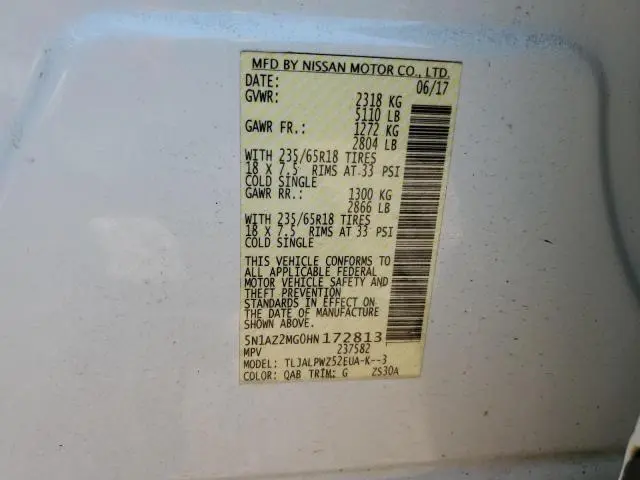 MFD BY NISSAN MOTOR CO., LTD.
DATE: 06/17
GVWR: 2318 KG
5110 LB
GAWR FR.: 1272 KG
2804 LB
WITH 235/65R18 TIRES
18 X 7.5 RIMS AT 33 PSI
COLD SINGLE
GAWR RR.: 1300 KG
2866 LB
WITH 235/65R18 TIRES
18 X 7.5 RIMS AT 33 PSI
COLD SINGLE
THIS VEHICLE CONFORMS TO
ALL APPLICABLE FEDERAL
MOTOR VEHICLE SAFETY AND
THEFT PREVENTION
STANDARDS IN EFFECT ON
THE DATE OF MANUFACTURE
SHOWN ABOVE.
5N1AZ2MG0HN172813
MPV 237582
MODEL: TLJALPWZ52EUA-K--3
COLOR: QAB TRIM: G ZS30A